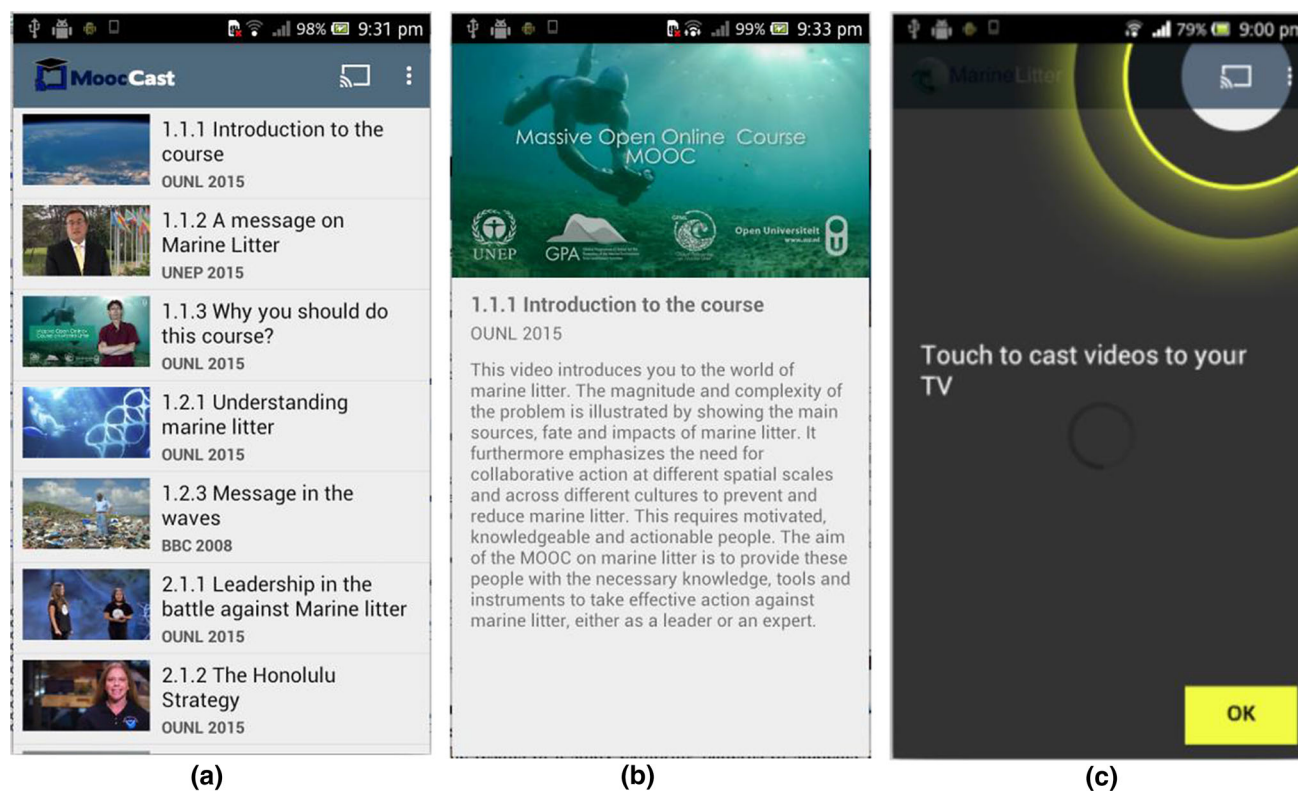 98% 9:31 pm
MoocCast
1.1.1 Introduction to the
course
OUNL 2015
1.1.2 A message on
Marine Litter
UNEP 2015
1.1.3 Why you should do
this course?
OUNL 2015
1.2.1 Understanding
marine litter
OUNL 2015
1.2.3 Message in the
waves
BBC 2008
2.1.1 Leadership in the
battle against Marine litter
OUNL 2015
2.1.2 The Honolulu
Strategy
OUNL 2015
(a)
99% 9:33 pm
Massive Open Online Course
MOOC
UNEP
GPA
Open Universiteit
www.ou.nl
1.1.1 Introduction to the course
OUNL 2015
This video introduces you to the world of
marine litter. The magnitude and complexity of
the problem is illustrated by showing the main
sources, fate and impacts of marine litter. It
furthermore emphasizes the need for
collaborative action at different spatial scales
and across different cultures to prevent and
reduce marine litter. This requires motivated,
knowledgeable and actionable people. The aim
of the MOOC on marine litter is to provide these
people with the necessary knowledge, tools and
instruments to take effective action against
marine litter, either as a leader or an expert.
(b)
79% 9:00 pm
MarineLitter
Touch to cast videos to your
TV
OK
(c)